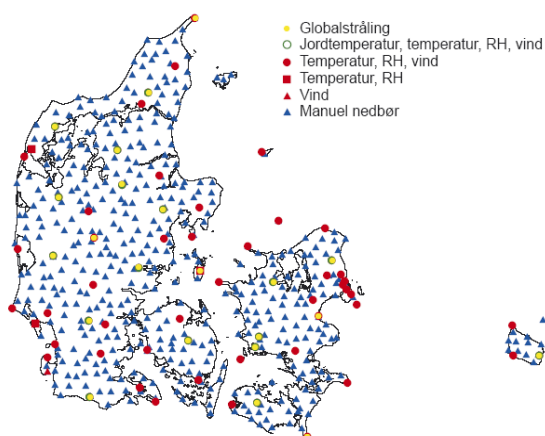 Globalstråling
Jordtemperatur, temperatur, RH, vind
Temperatur, RH, vind
Temperatur, RH
Vind
Manuel nedbør